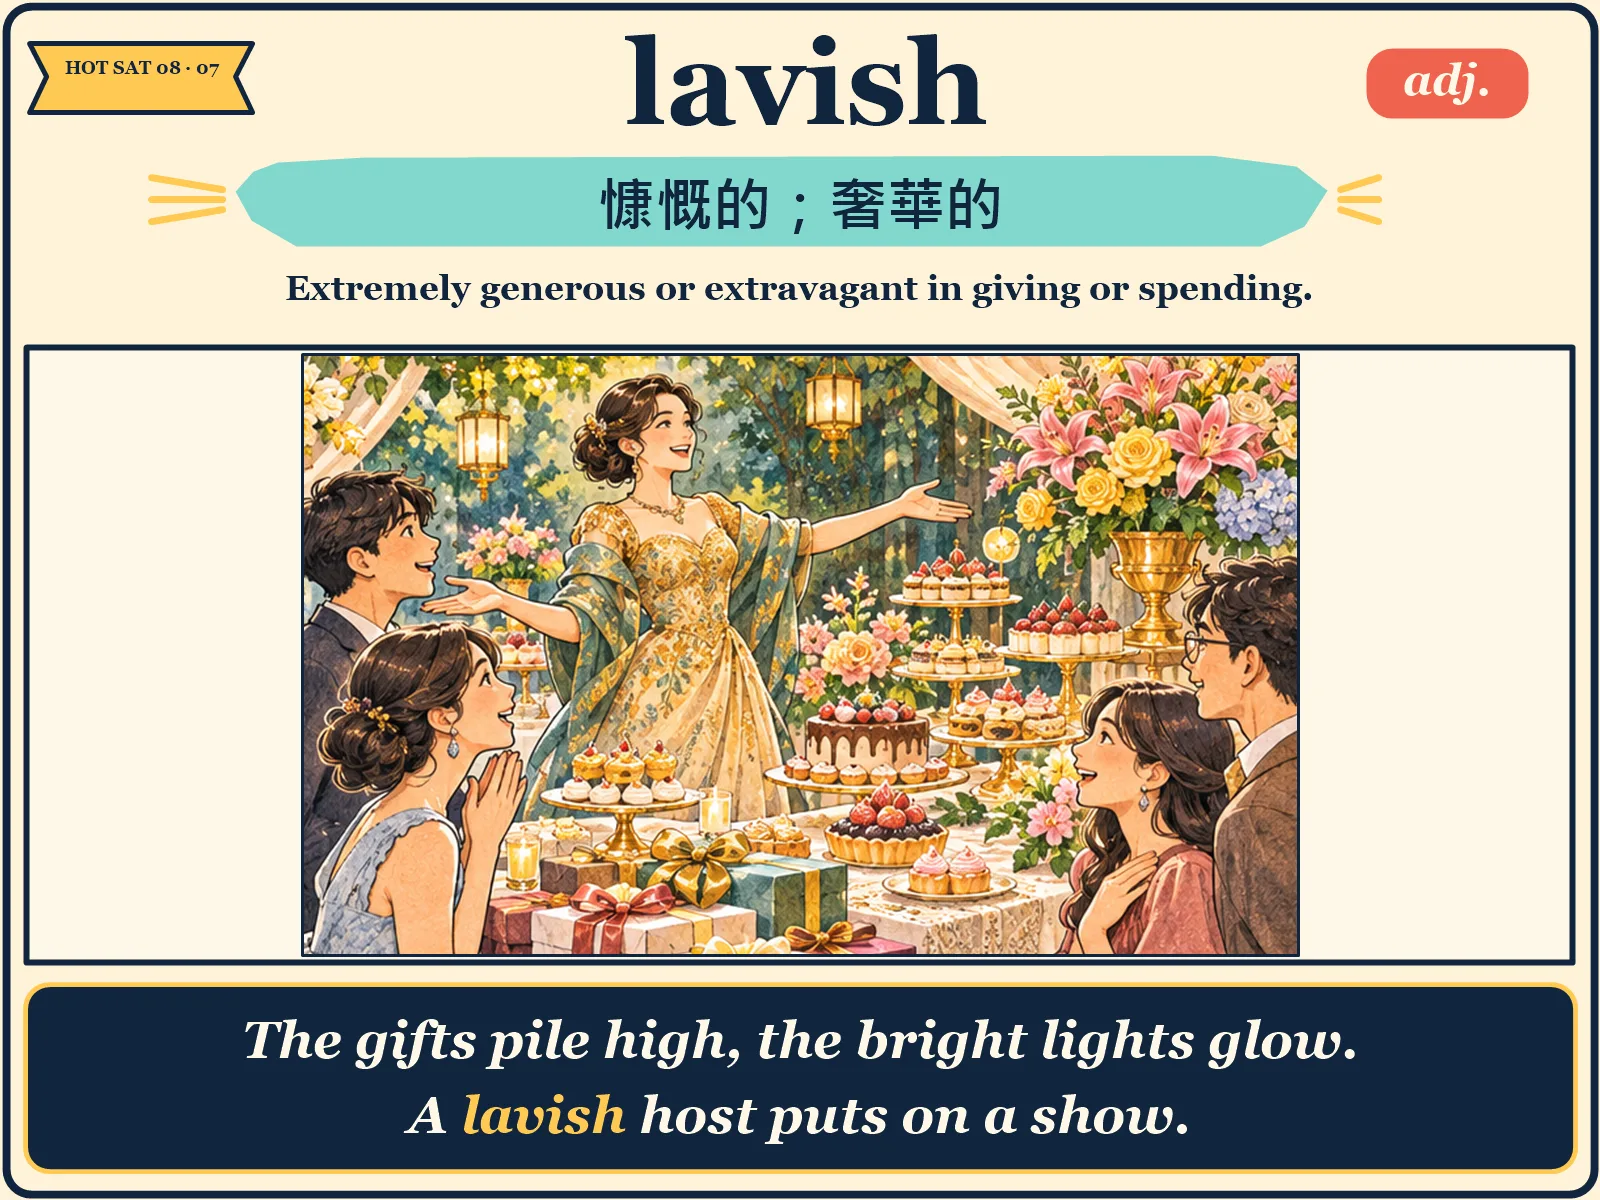 HOT SAT 08 · 07
lavish
adj.
慷慨的；奢華的
Extremely generous or extravagant in giving or spending.
The gifts pile high, the bright lights glow.
A lavish host puts on a show.